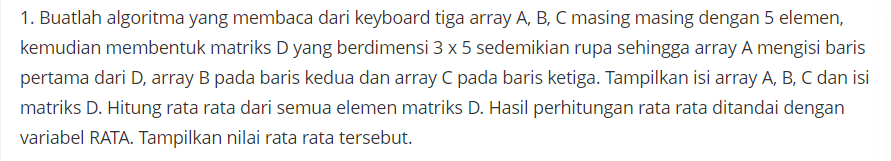 1. Buatlah algoritma yang membaca dari keyboard tiga array A, B, C masing masing dengan 5 elemen,
kemudian membentuk matriks D yang berdimensi 3 x 5 sedemikian rupa sehingga array A mengisi baris
pertama dari D, array B pada baris kedua dan array C pada baris ketiga. Tampilkan isi array A, B, C dan isi
matriks D. Hitung rata rata dari semua elemen matriks D. Hasil perhitungan rata rata ditandai dengan
variabel RATA. Tampilkan nilai rata rata tersebut.